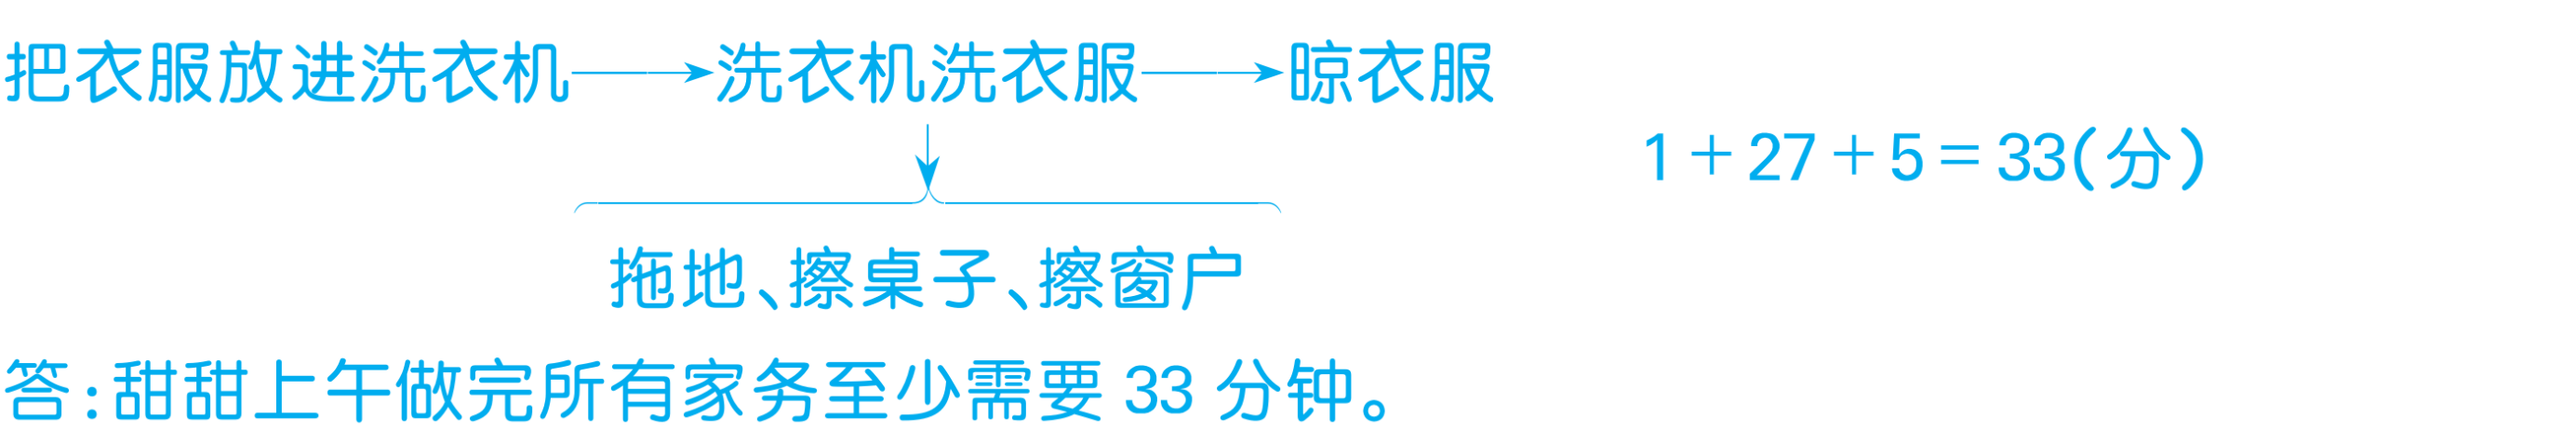 把衣服放进洗衣机→洗衣机洗衣服→晾衣服
1+27+5=33(分)
拖地、擦桌子、擦窗户
答:甜甜上午做完所有家务至少需要 33 分钟。